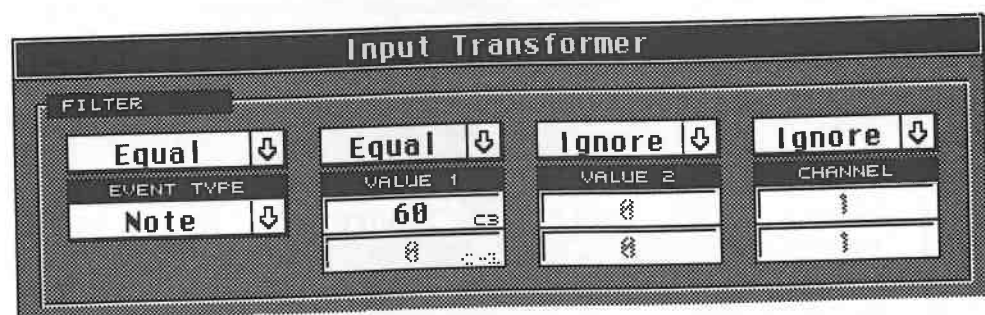 Input Transformer
FILTER
Equal Equal Ignore Ignore
EVENT TYPE VALUE 1 VALUE 2 CHANNEL
Note 60 C3 0 1
0 C-2 0 1